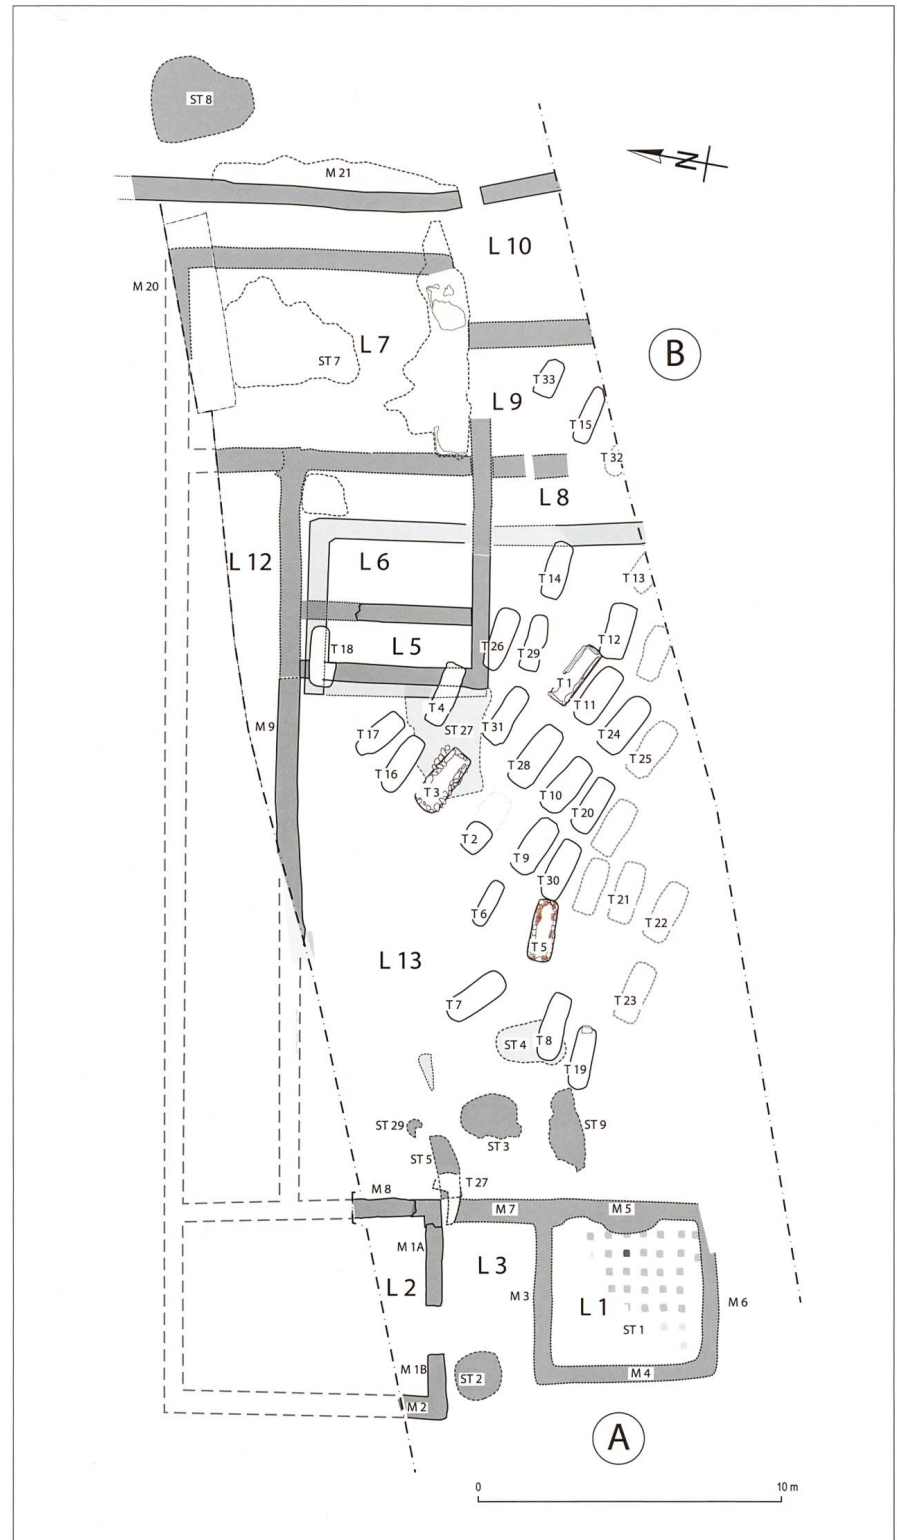 ST 8
M 21
N
L 10
M 20
B
L 7
ST 7
T 33
L 9
T 15
T 32
L 8
L 12
L 6
T 14
T 13
T 18
L 5
T 26
T 29
T 12
T 1
T 4
T 11
M 9
T 17
ST 27
T 31
T 24
T 16
T 28
T 25
T 3
T 10
T 20
T 2
T 9
T 30
T 6
T 21
T 22
T 5
L 13
T 7
T 23
ST 4
T 8
T 19
ST 29
ST 3
ST 9
ST 5
T 27
M 8
M 7
M 5
M 1A
L 3
L 2
M 3
L 1
M 6
ST 1
M 1B
ST 2
M 4
M 2
A
0
10 m